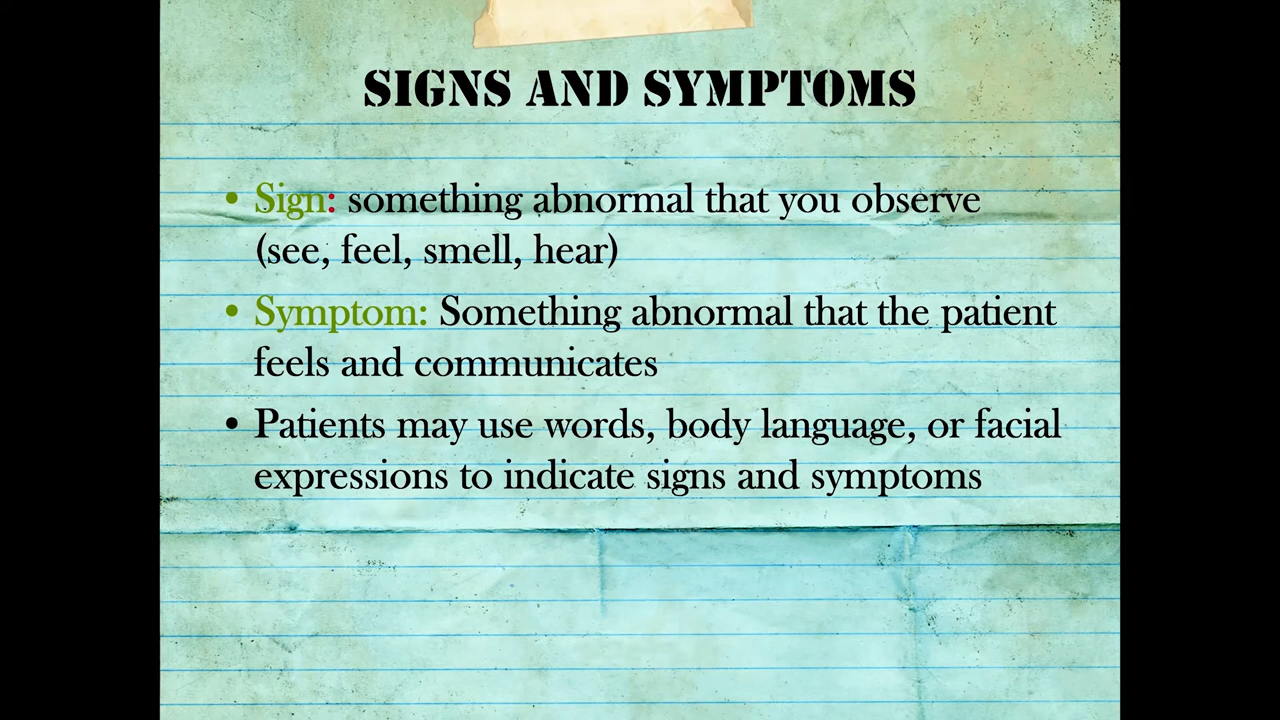 SIGNS AND SYMPTOMS
• Sign: something abnormal that you observe
(see, feel, smell, hear)
• Symptom: Something abnormal that the patient
feels and communicates
• Patients may use words, body language, or facial
expressions to indicate signs and symptoms